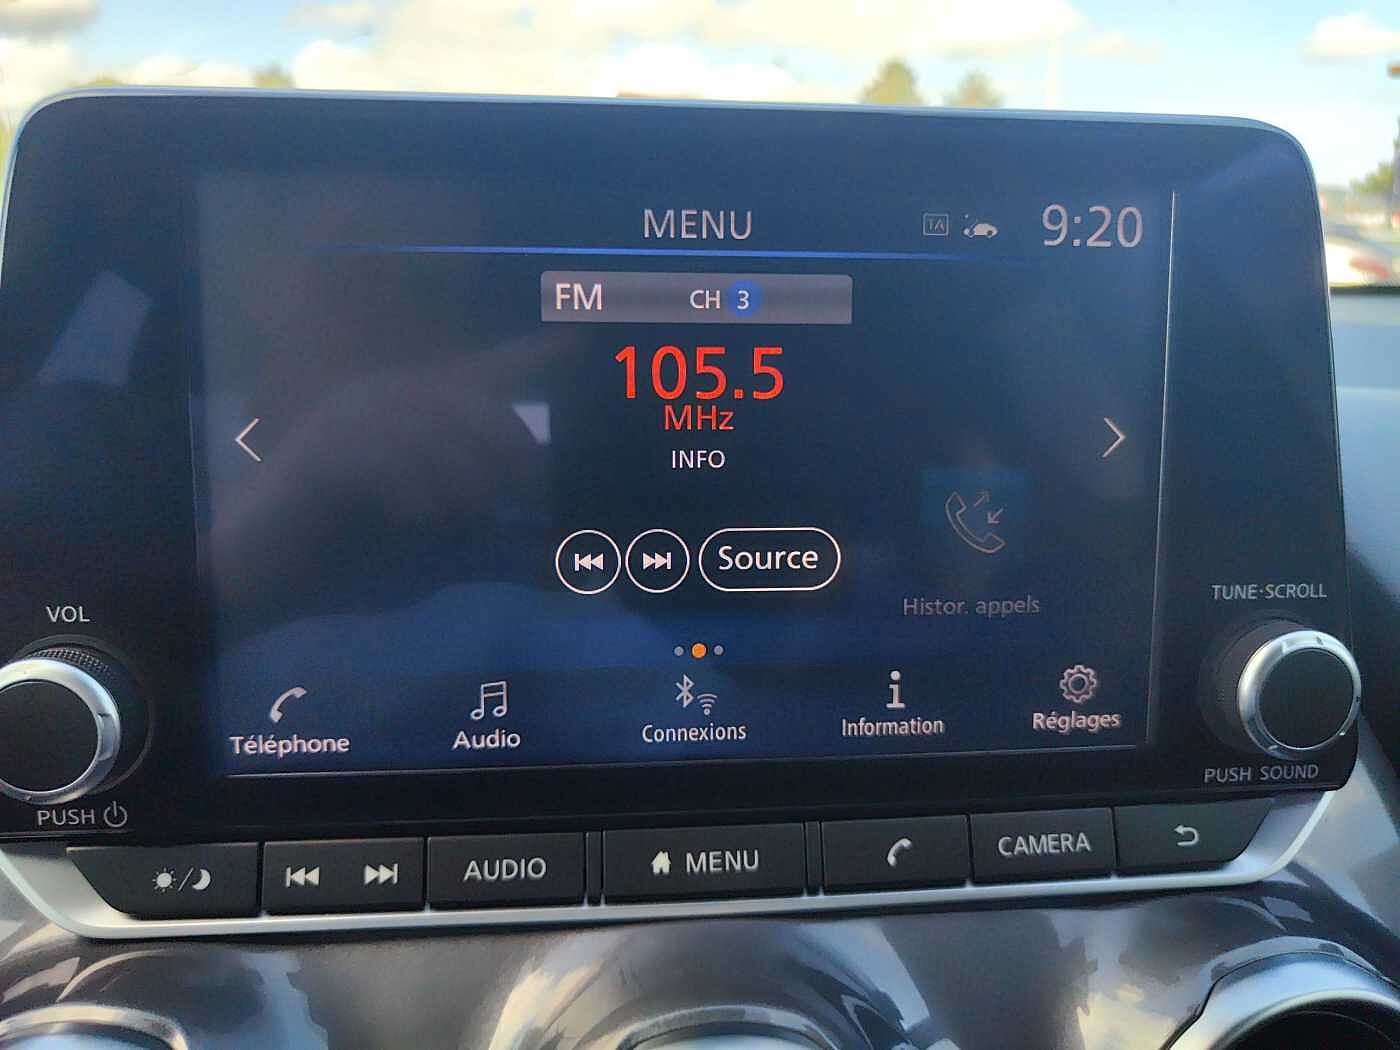 MENU
TA
9:20
FM CH 3
105.5
MHz
INFO
Source
Histor. appels
VOL
TUNE·SCROLL
Téléphone
Audio
Connexions
Information
Réglages
PUSH
PUSH SOUND
AUDIO
MENU
CAMERA